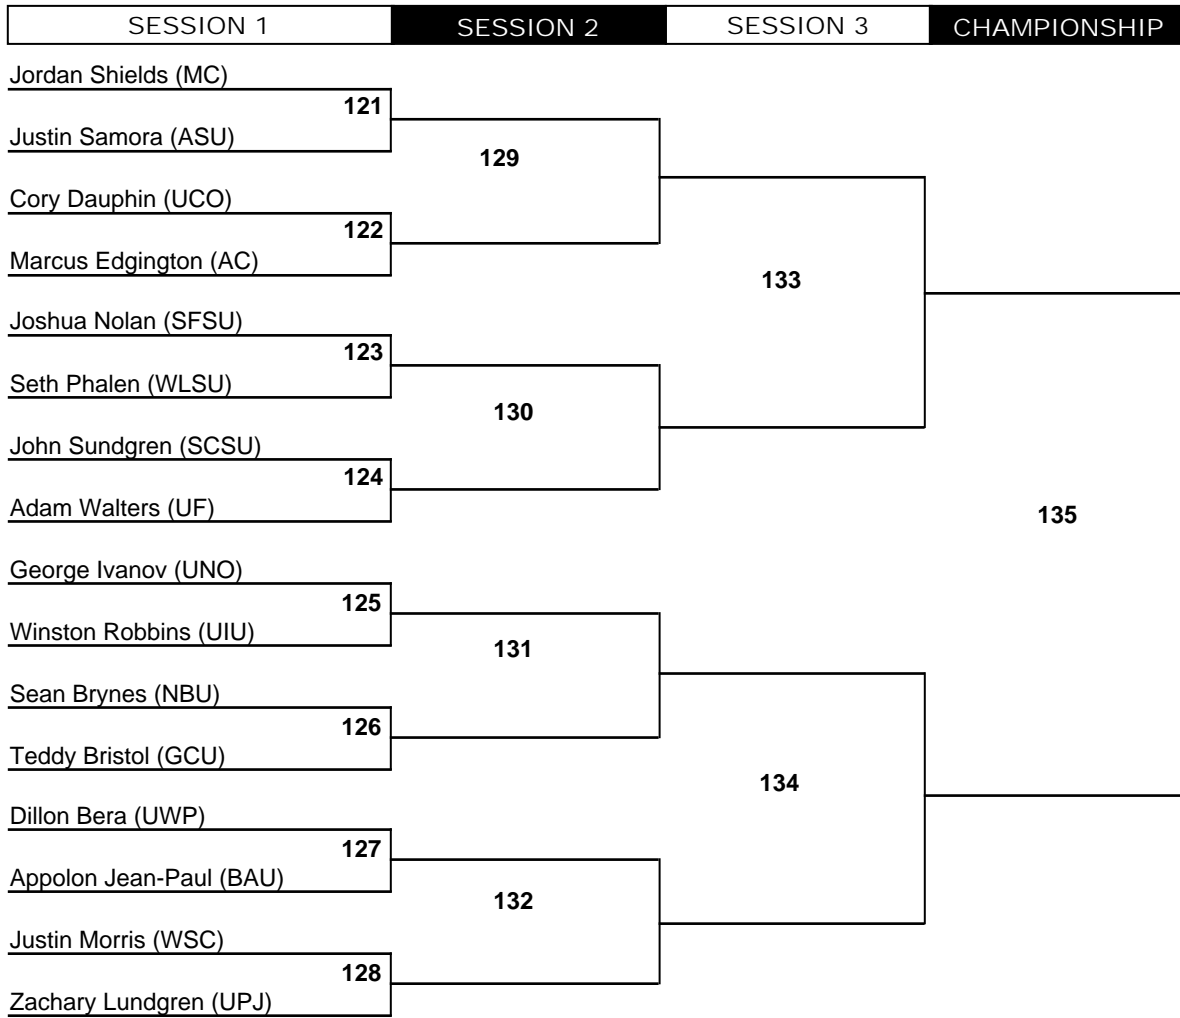 SESSION 1 SESSION 2 SESSION 3 CHAMPIONSHIP
Jordan Shields (MC)
121
Justin Samora (ASU)
129
Cory Dauphin (UCO)
122
Marcus Edgington (AC)
133
Joshua Nolan (SFSU)
123
Seth Phalen (WLSU)
130
John Sundgren (SCSU)
124
Adam Walters (UF)
135
George Ivanov (UNO)
125
Winston Robbins (UIU)
131
Sean Brynes (NBU)
126
Teddy Bristol (GCU)
134
Dillon Bera (UWP)
127
Appolon Jean-Paul (BAU)
132
Justin Morris (WSC)
128
Zachary Lundgren (UPJ)